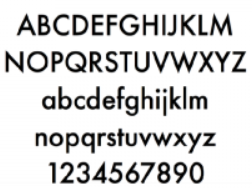 ABCDEFGHIJKLM
NOPQRSTUVWXYZ
abcdefghijklm
nopqrstuvwxyz
1234567890